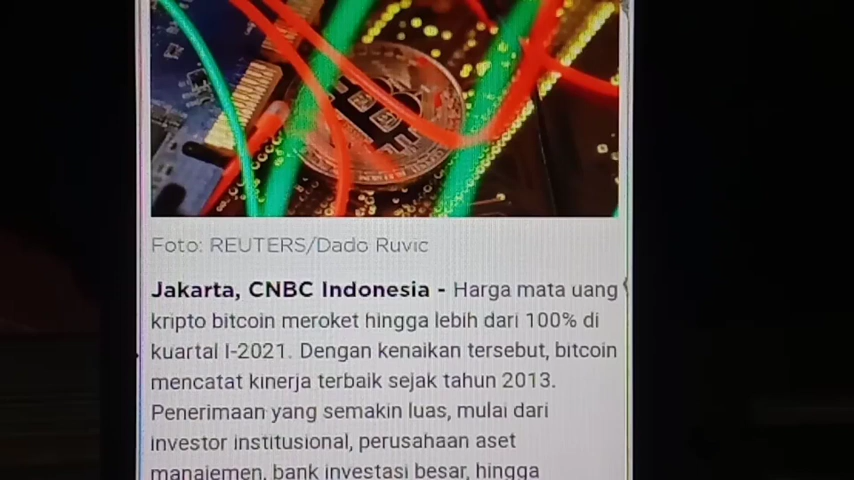 Foto: REUTERS/Dado Ruvic
Jakarta, CNBC Indonesia - Harga mata uang
kripto bitcoin meroket hingga lebih dari 100% di
kuartal I-2021. Dengan kenaikan tersebut, bitcoin
mencatat kinerja terbaik sejak tahun 2013.
Penerimaan yang semakin luas, mulai dari
investor institusional, perusahaan aset
manajemen, bank investasi besar, hingga